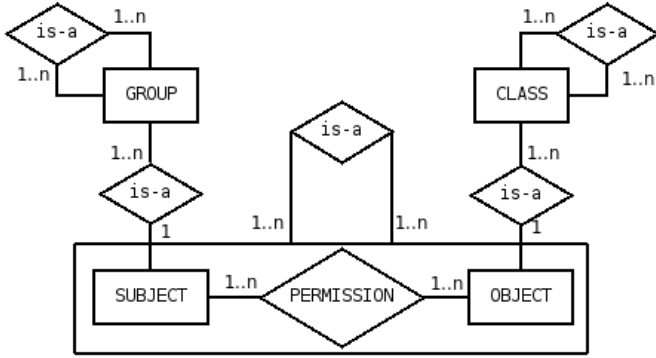 1..n 1..n
is-a is-a
1..n 1..n
GROUP CLASS
is-a
1..n 1..n
is-a is-a
1..n 1..n
1 1
SUBJECT 1..n PERMISSION 1..n OBJECT